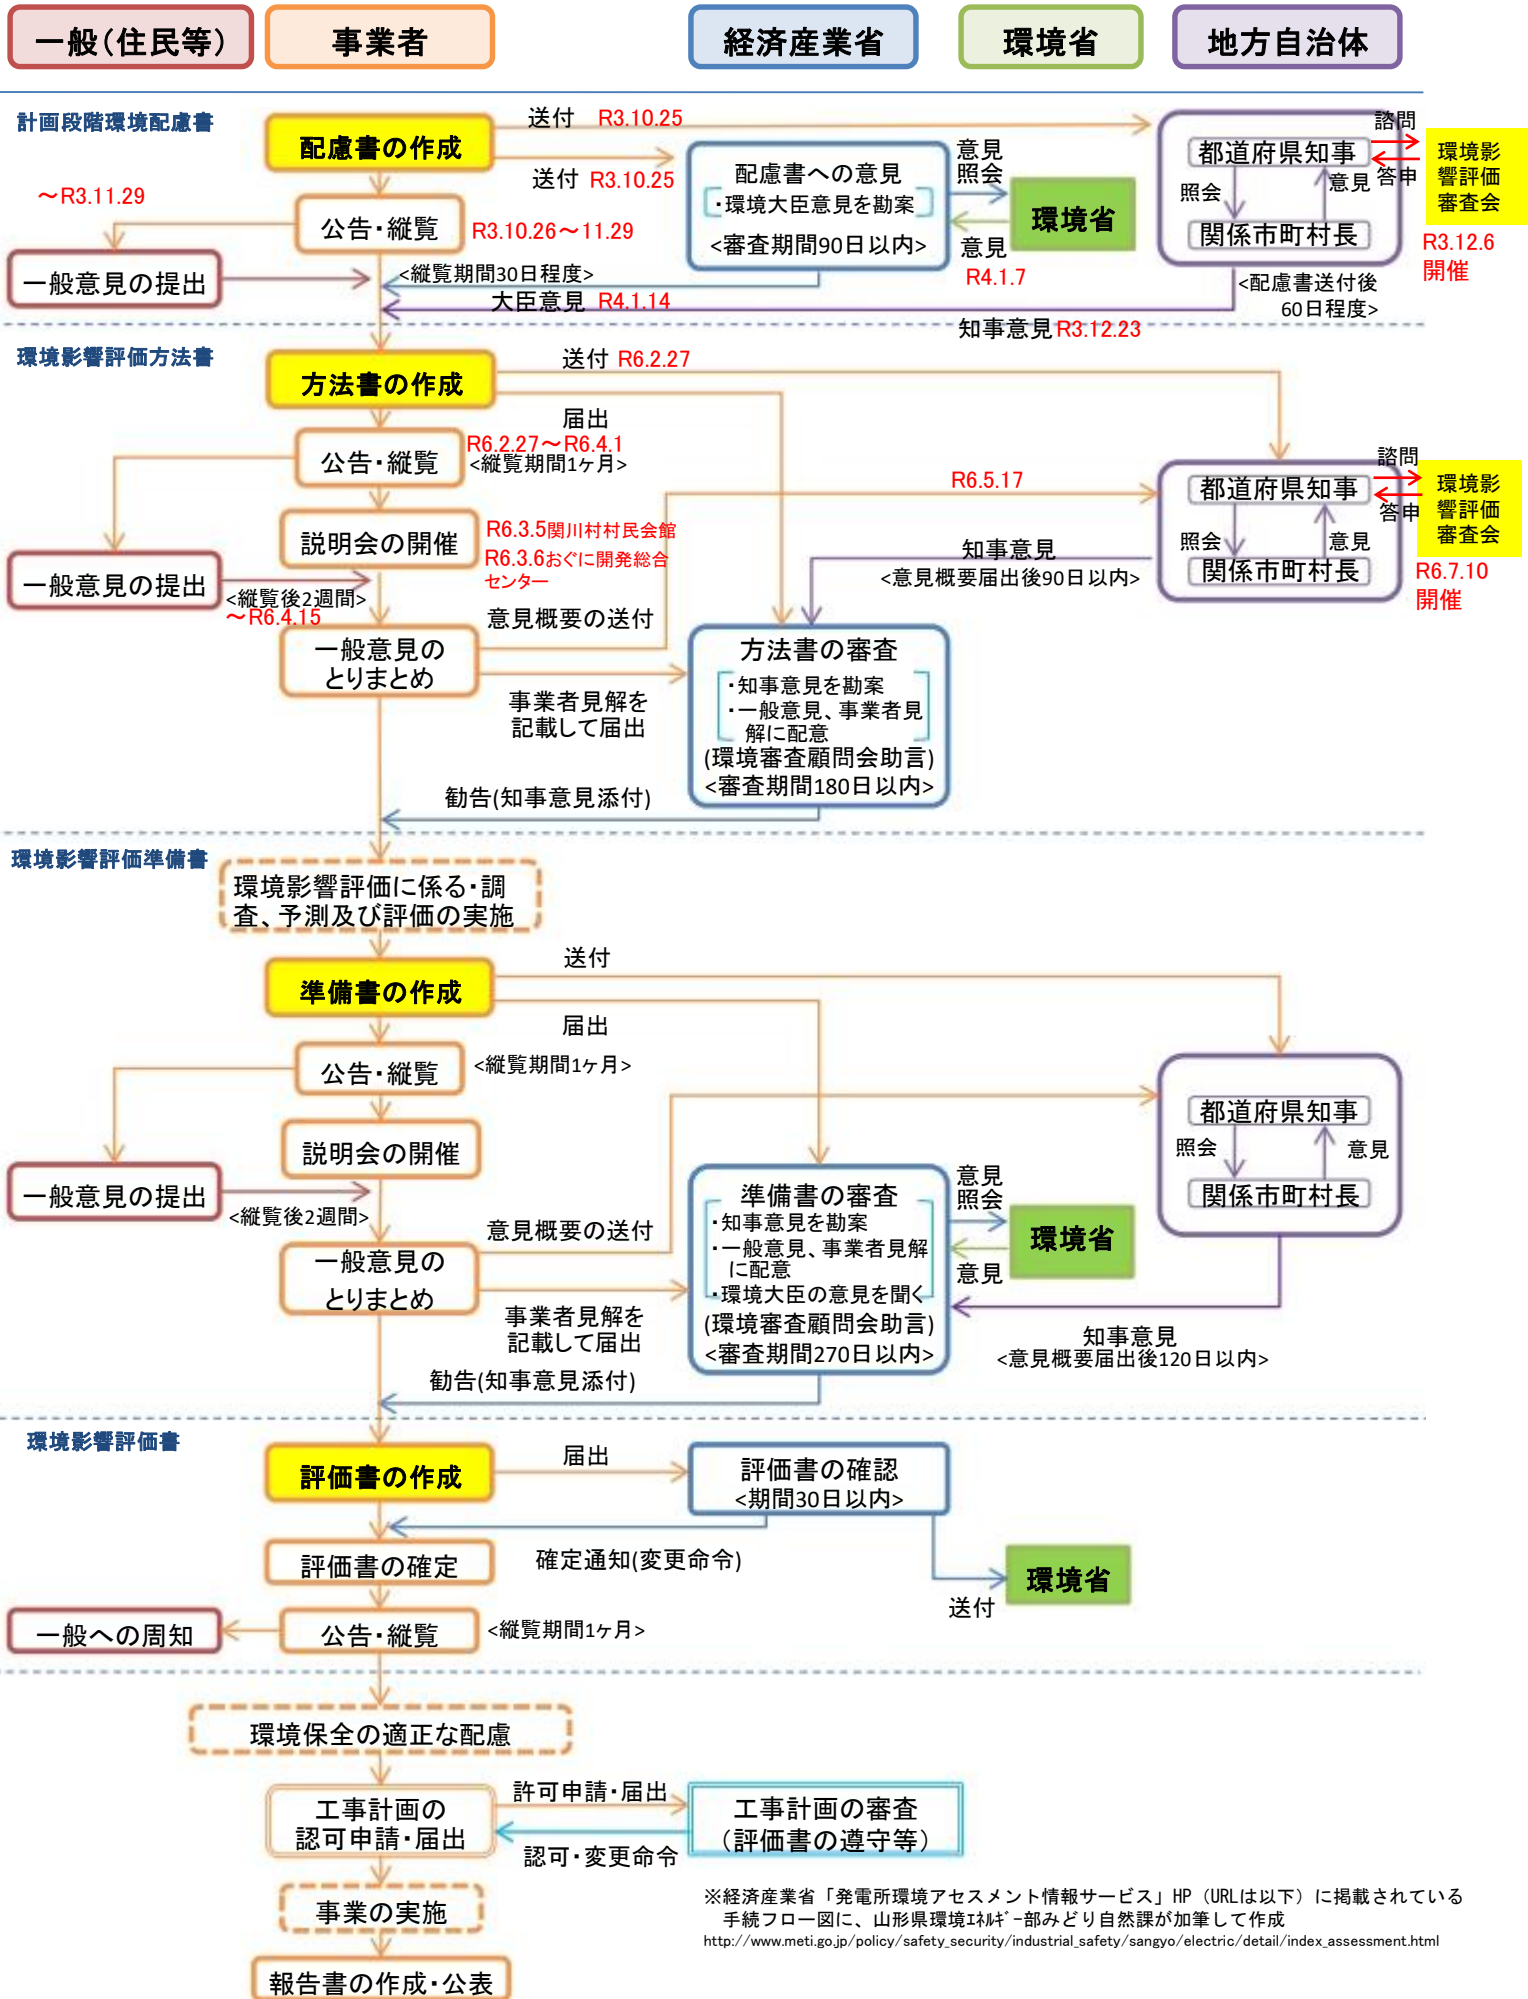 一般(住民等)
事業者
経済産業省
環境省
地方自治体
計画段階環境配慮書
配慮書の作成
送付 R3.10.25
送付 R3.10.25
都道府県知事
照会
意見
関係市町村長
諮問
答申
環境影
響評価
審査会
R3.12.6
開催
配慮書への意見
・環境大臣意見を勘案
<審査期間90日以内>
意見
照会
環境省
意見
R4.1.7
～R3.11.29
公告・縦覧
R3.10.26～11.29
一般意見の提出
<縦覧期間30日程度>
大臣意見 R4.1.14
<配慮書送付後
60日程度>
知事意見 R3.12.23
環境影響評価方法書
方法書の作成
送付 R6.2.27
届出
公告・縦覧
R6.2.27～R6.4.1
<縦覧期間1ヶ月>
説明会の開催
R6.3.5関川村村民会館
R6.3.6おぐに開発総合
センター
一般意見の提出
<縦覧後2週間>
～R6.4.15
一般意見の
とりまとめ
意見概要の送付
R6.5.17
都道府県知事
照会
意見
関係市町村長
諮問
答申
環境影
響評価
審査会
R6.7.10
開催
知事意見
<意見概要届出後90日以内>
事業者見解を
記載して届出
方法書の審査
・知事意見を勘案
・一般意見、事業者見
解に配意
(環境審査顧問会助言)
<審査期間180日以内>
勧告(知事意見添付)
環境影響評価準備書
環境影響評価に係る・調
査、予測及び評価の実施
準備書の作成
送付
届出
公告・縦覧
<縦覧期間1ヶ月>
説明会の開催
一般意見の提出
<縦覧後2週間>
一般意見の
とりまとめ
意見概要の送付
都道府県知事
照会
意見
関係市町村長
事業者見解を
記載して届出
準備書の審査
・知事意見を勘案
・一般意見、事業者見解
に配意
・環境大臣の意見を聞く
(環境審査顧問会助言)
<審査期間270日以内>
意見
照会
環境省
意見
知事意見
<意見概要届出後120日以内>
勧告(知事意見添付)
環境影響評価書
評価書の作成
届出
評価書の確認
<期間30日以内>
確定通知(変更命令)
評価書の確定
環境省
送付
一般への周知
公告・縦覧
<縦覧期間1ヶ月>
環境保全の適正な配慮
工事計画の
認可申請・届出
許可申請・届出
認可・変更命令
工事計画の審査
(評価書の遵守等)
事業の実施
報告書の作成・公表
※経済産業省「発電所環境アセスメント情報サービス」HP（URLは以下）に掲載されている
手続フロー図に、山形県環境ｴﾈﾙｷﾞｰ部みどり自然課が加筆して作成
http://www.meti.go.jp/policy/safety_security/industrial_safety/sangyo/electric/detail/index_assessment.html